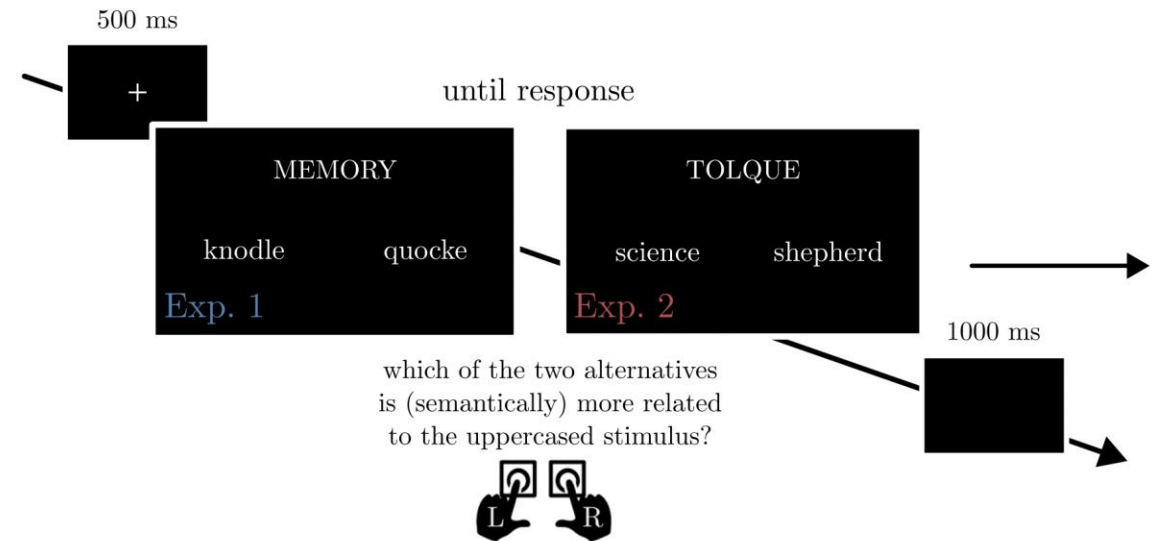 500 ms
+
until response
MEMORY
knodle quocke
Exp. 1
TOLQUE
science shepherd
Exp. 2
1000 ms
which of the two alternatives
is (semantically) more related
to the uppercased stimulus?
L R